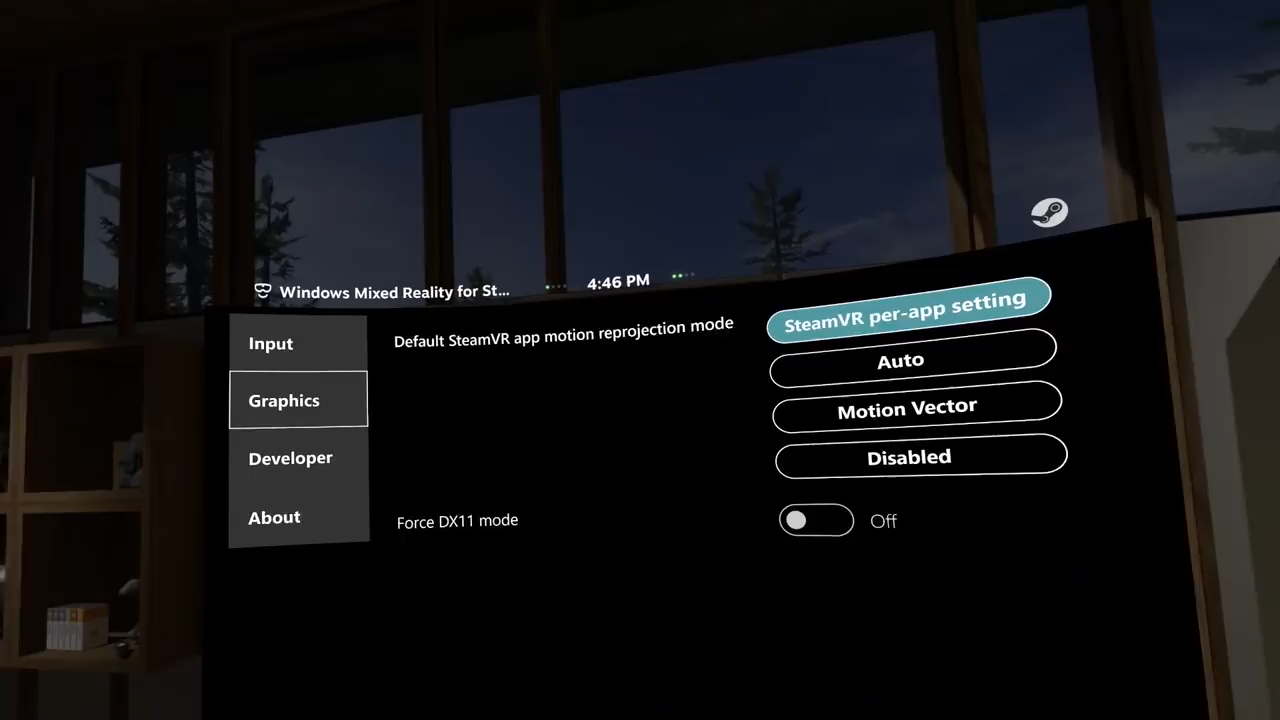 Windows Mixed Reality for St...
4:46 PM
Input
Graphics
Developer
About
Default SteamVR app motion reprojection mode
SteamVR per-app setting
Auto
Motion Vector
Disabled
Force DX11 mode
Off